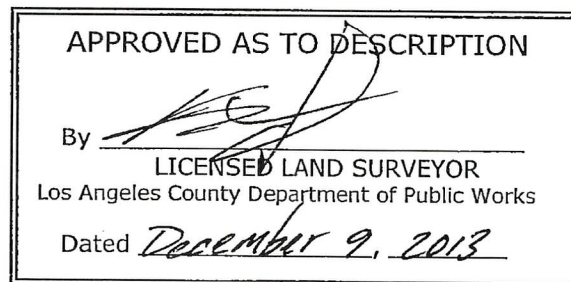 APPROVED AS TO DESCRIPTION
By
LICENSED LAND SURVEYOR
Los Angeles County Department of Public Works
Dated December 9, 2013